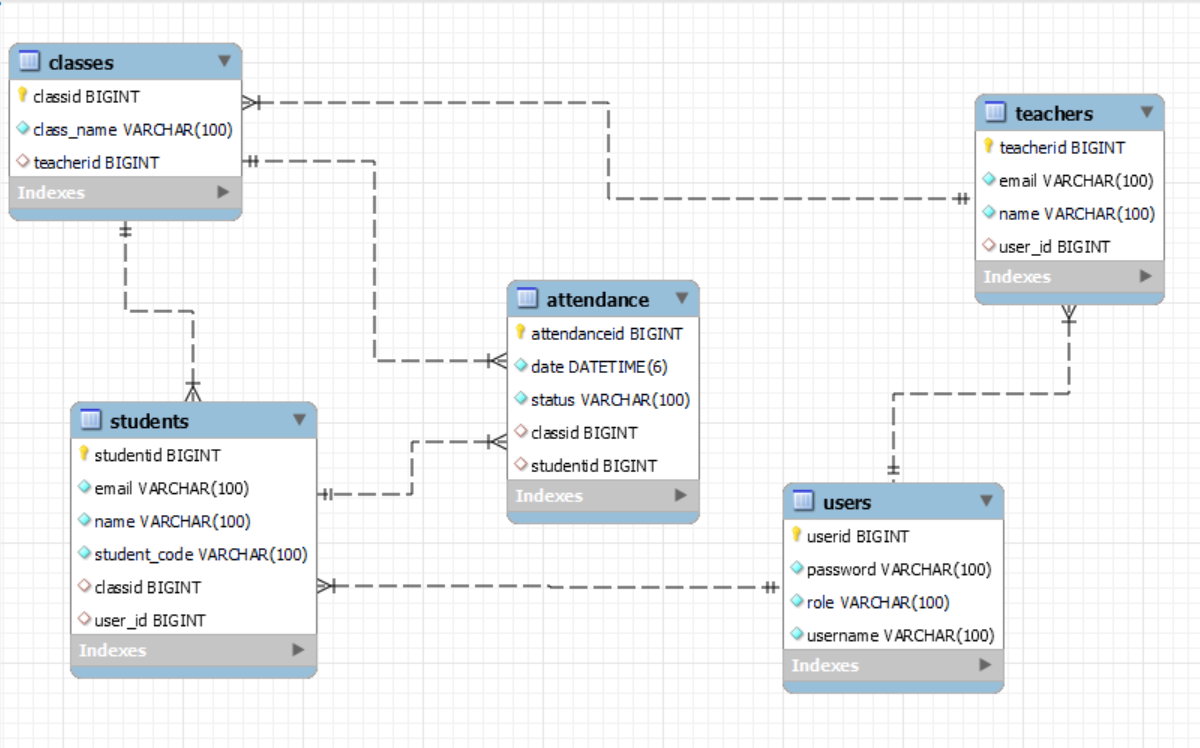 classes
classid BIGINT
class_name VARCHAR(100)
teacherid BIGINT
Indexes
teachers
teacherid BIGINT
email VARCHAR(100)
name VARCHAR(100)
user_id BIGINT
Indexes
attendance
attendanceid BIGINT
date DATETIME(6)
status VARCHAR(100)
classid BIGINT
studentid BIGINT
Indexes
students
studentid BIGINT
email VARCHAR(100)
name VARCHAR(100)
student_code VARCHAR(100)
classid BIGINT
user_id BIGINT
Indexes
users
userid BIGINT
password VARCHAR(100)
role VARCHAR(100)
username VARCHAR(100)
Indexes